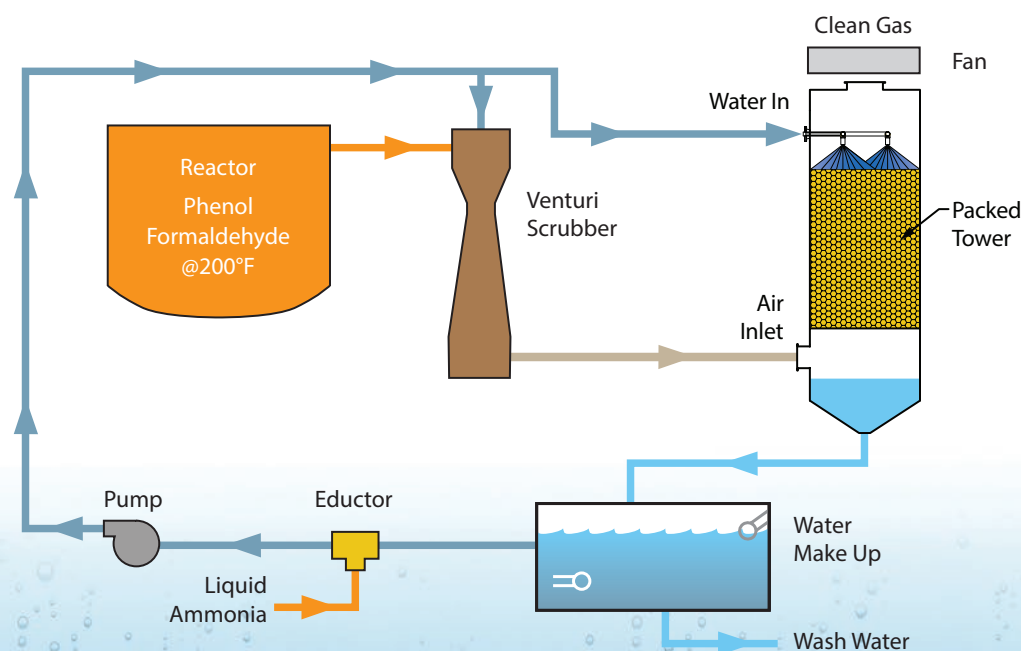 Clean Gas
Fan
Water In
Reactor
Phenol
Formaldehyde
@200°F
Venturi
Scrubber
Packed
Tower
Air
Inlet
Pump
Eductor
Water
Make Up
Liquid
Ammonia
Wash Water